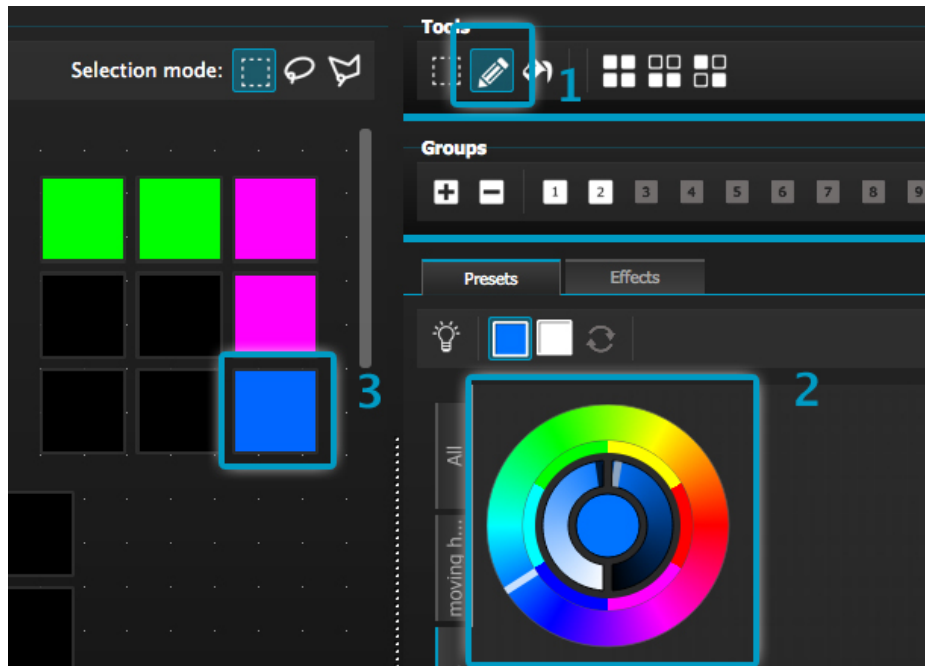 Tools
Selection mode:
1
Groups
1 2 3 4 5 6 7 8 9
Presets Effects
3
2
All
moving h...